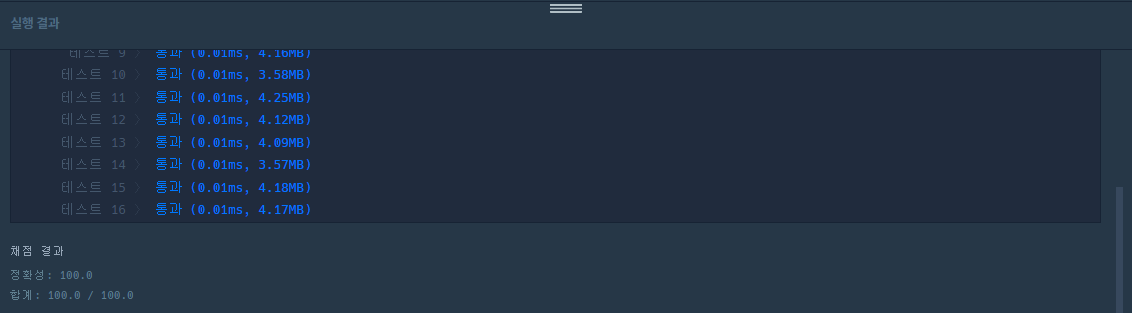 실행 결과
테스트 9 〉 통과 (0.01ms, 4.16MB)
테스트 10 〉 통과 (0.01ms, 3.58MB)
테스트 11 〉 통과 (0.01ms, 4.25MB)
테스트 12 〉 통과 (0.01ms, 4.12MB)
테스트 13 〉 통과 (0.01ms, 4.09MB)
테스트 14 〉 통과 (0.01ms, 3.57MB)
테스트 15 〉 통과 (0.01ms, 4.18MB)
테스트 16 〉 통과 (0.01ms, 4.17MB)
채점 결과
정확성: 100.0
합계: 100.0 / 100.0